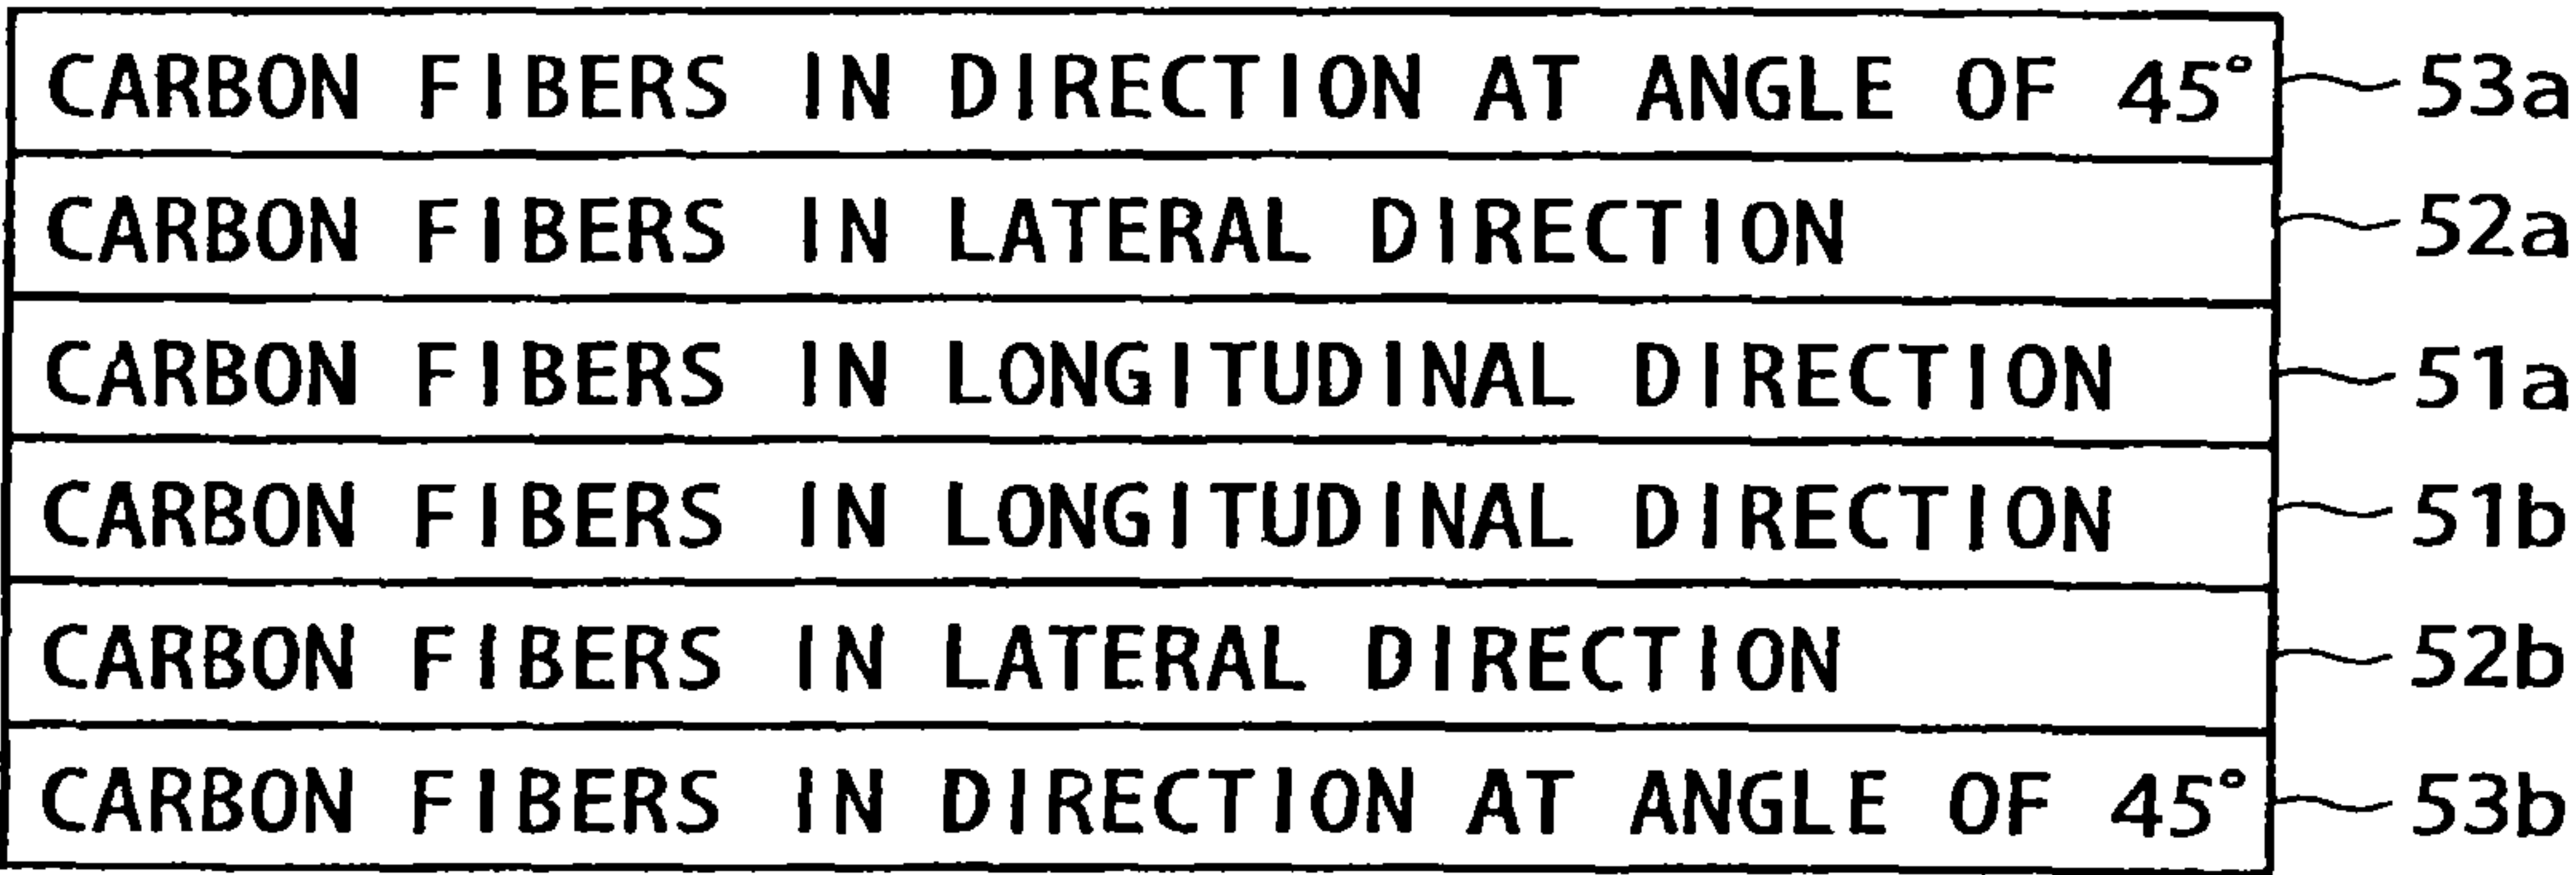 CARBON FIBERS IN DIRECTION AT ANGLE OF 45° 53a
CARBON FIBERS IN LATERAL DIRECTION 52a
CARBON FIBERS IN LONGITUDINAL DIRECTION 51a
CARBON FIBERS IN LONGITUDINAL DIRECTION 51b
CARBON FIBERS IN LATERAL DIRECTION 52b
CARBON FIBERS IN DIRECTION AT ANGLE OF 45° 53b